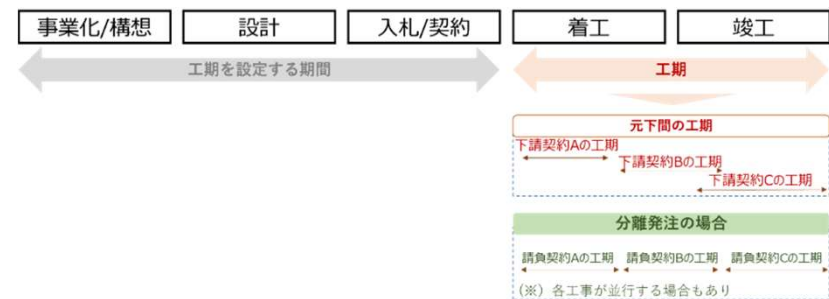 事業化/構想 設計 入札/契約 着工 竣工
工期を設定する期間 工期
元下間の工期
下請契約Aの工期
下請契約Bの工期
下請契約Cの工期
分離発注の場合
請負契約Aの工期 請負契約Bの工期 請負契約Cの工期
(※) 各工事が並行する場合もあり